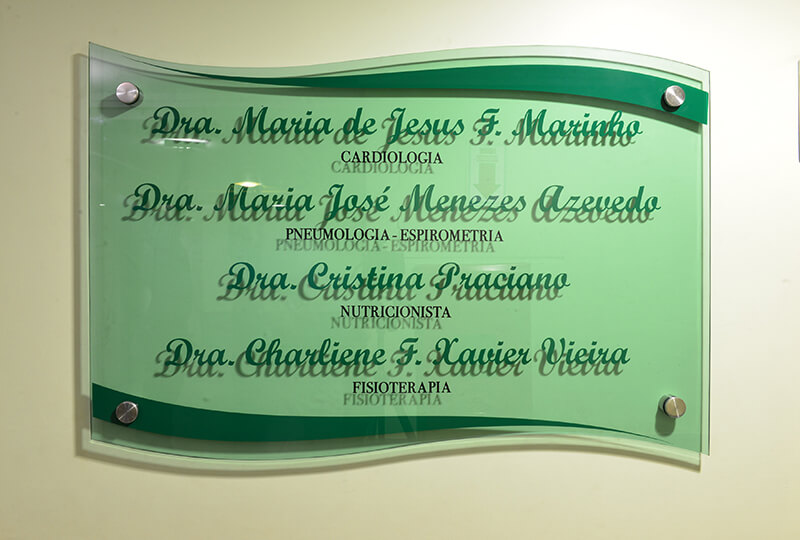 Dra. Maria de Jesus F. Marinho
CARDIOLOGIA
Dra. Maria José Menezes Azevedo
PNEUMOLOGIA - ESPIROMETRIA
Dra. Cristina Praciano
NUTRICIONISTA
Dra. Charliene F. Xavier Vieira
FISIOTERAPIA